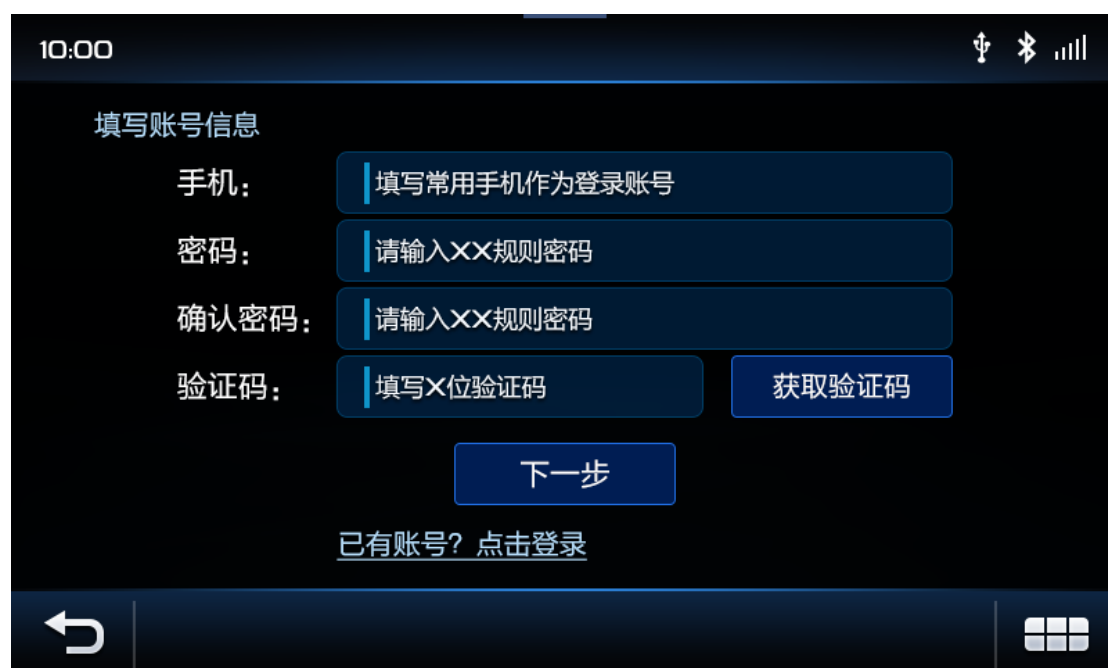 10:00
填写账号信息
手机：
填写常用手机作为登录账号
密码：
请输入XX规则密码
确认密码：
请输入XX规则密码
验证码：
填写X位验证码
获取验证码
下一步
已有账号？点击登录